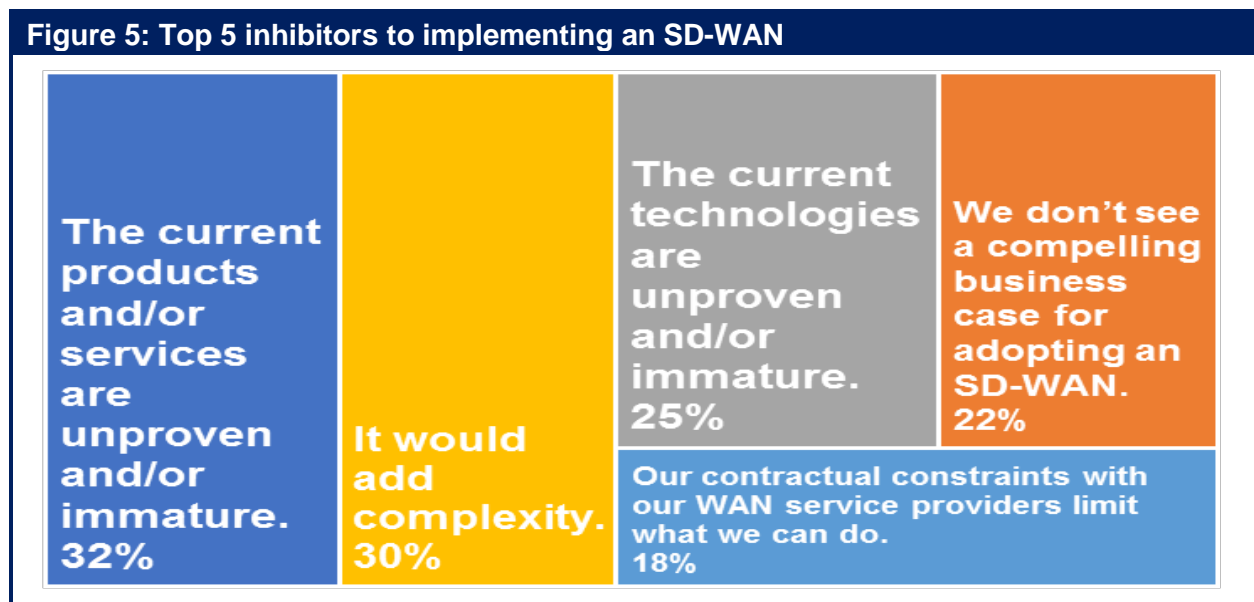 Figure 5: Top 5 inhibitors to implementing an SD-WAN
The current
products
and/or
services
are
unproven
and/or
immature.
32%
It would
add
complexity.
30%
The current
technologies
are
unproven
and/or
immature.
25%
We don’t see
a compelling
business
case for
adopting an
SD-WAN.
22%
Our contractual constraints with
our WAN service providers limit
what we can do.
18%